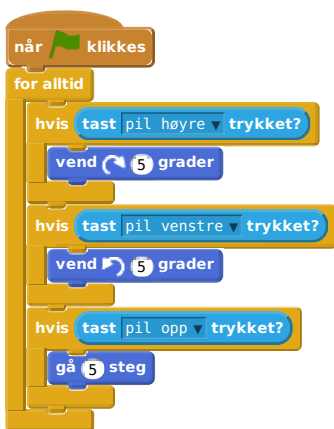 når klikkes
for alltid
hvis tast pil høyre trykket?
vend 5 grader
hvis tast pil venstre trykket?
vend 5 grader
hvis tast pil opp trykket?
gå 5 steg